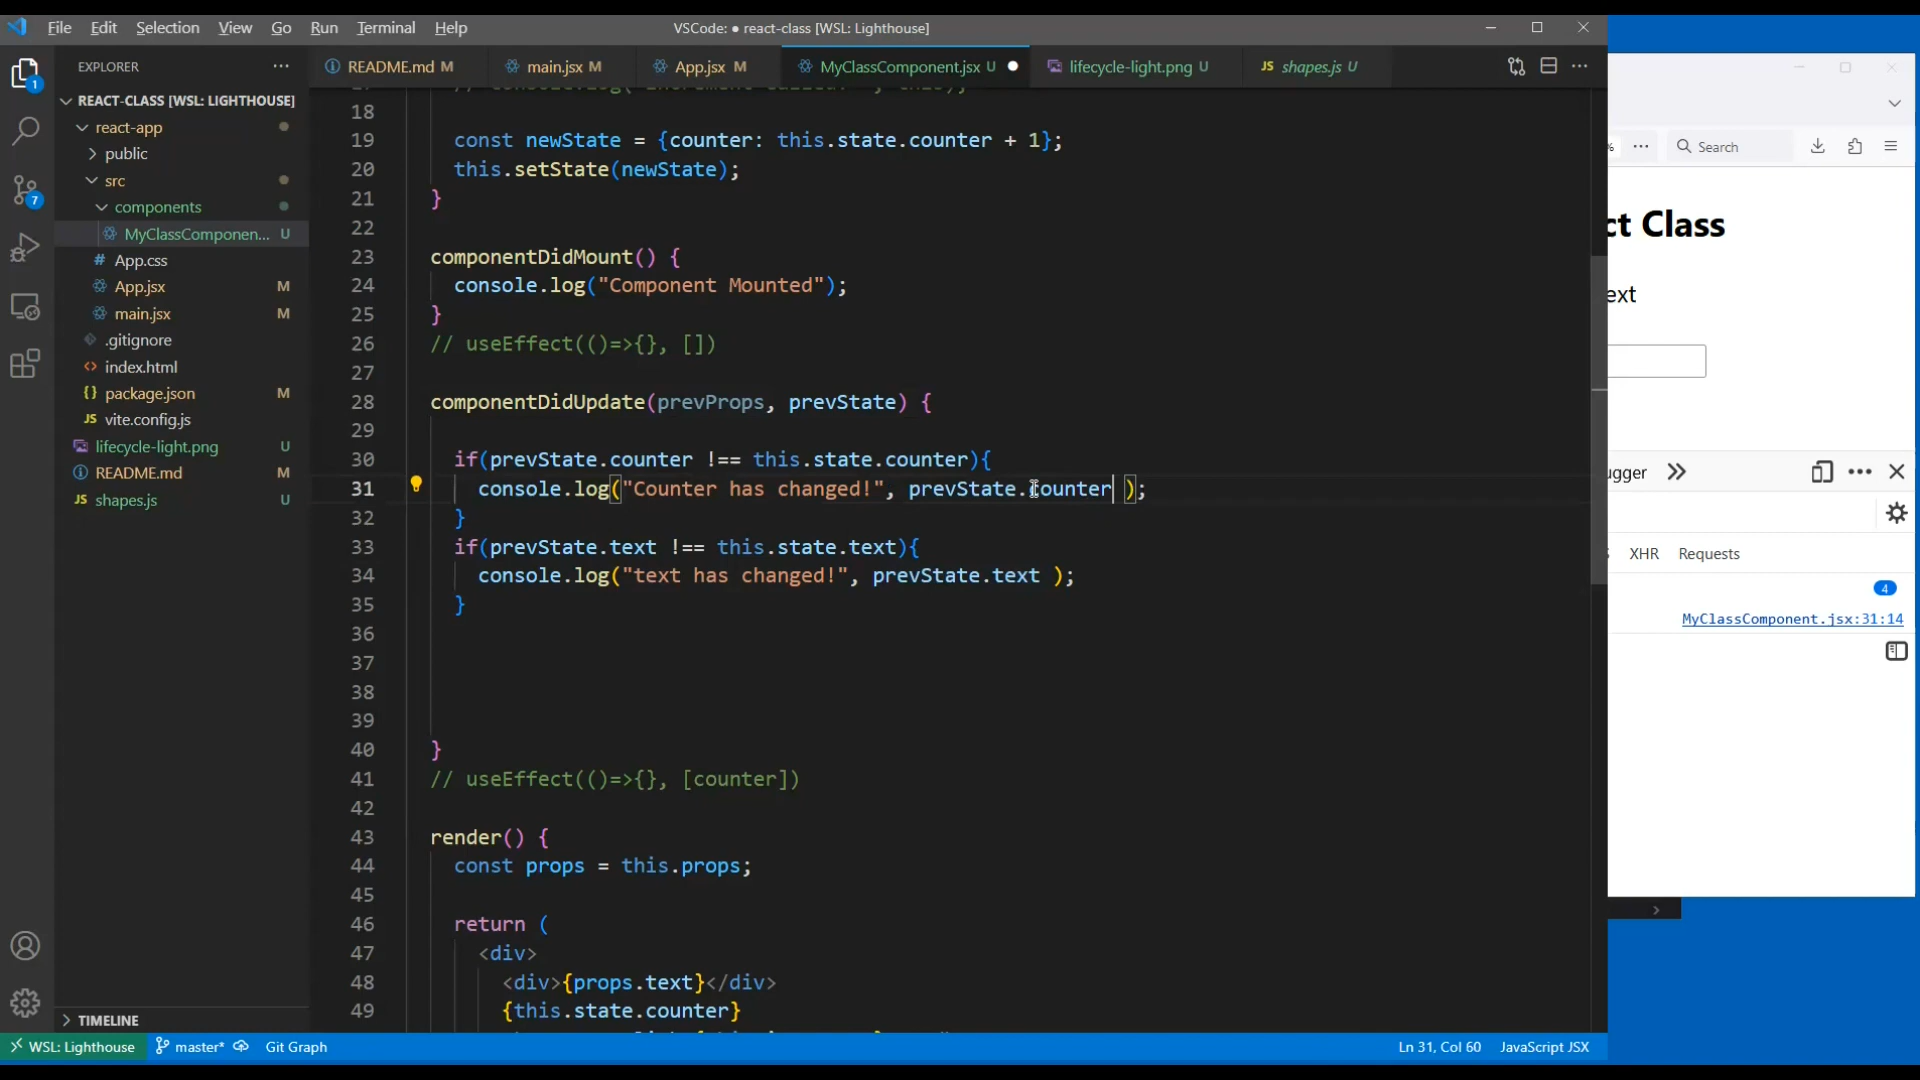 File Edit Selection View Go Run Terminal Help
VSCode: ● react-class [WSL: Lighthouse]
EXPLORER
README.md M
main.jsx M
App.jsx M
MyClassComponent.jsx U
lifecycle-light.png U
JS shapes.js U
REACT-CLASS [WSL: LIGHTHOUSE]
react-app
public
src
components
MyClassComponen... U
# App.css
App.jsx M
main.jsx M
.gitignore
<> index.html
{} package.json M
JS vite.config.js
lifecycle-light.png U
README.md M
JS shapes.js U
TIMELINE
1
7
18
19 const newState = {counter: this.state.counter + 1};
20 this.setState(newState);
21 }
22
23 componentDidMount() {
24 console.log("Component Mounted");
25 }
26 // useEffect(()=>{}, [])
27
28 componentDidUpdate(prevProps, prevState) {
29
30 if(prevState.counter !== this.state.counter){
31 console.log("Counter has changed!", prevState.counter );
32 }
33 if(prevState.text !== this.state.text){
34 console.log("text has changed!", prevState.text );
35 }
36
37
38
39
40 }
41 // useEffect(()=>{}, [counter])
42
43 render() {
44 const props = this.props;
45
46 return (
47 <div>
48 <div>{props.text}</div>
49 {this.state.counter}
% ... Search
ct Class
ext
ugger
XHR Requests
4
MyClassComponent.jsx:31:14
WSL: Lighthouse master* Git Graph
Ln 31, Col 60 JavaScript JSX